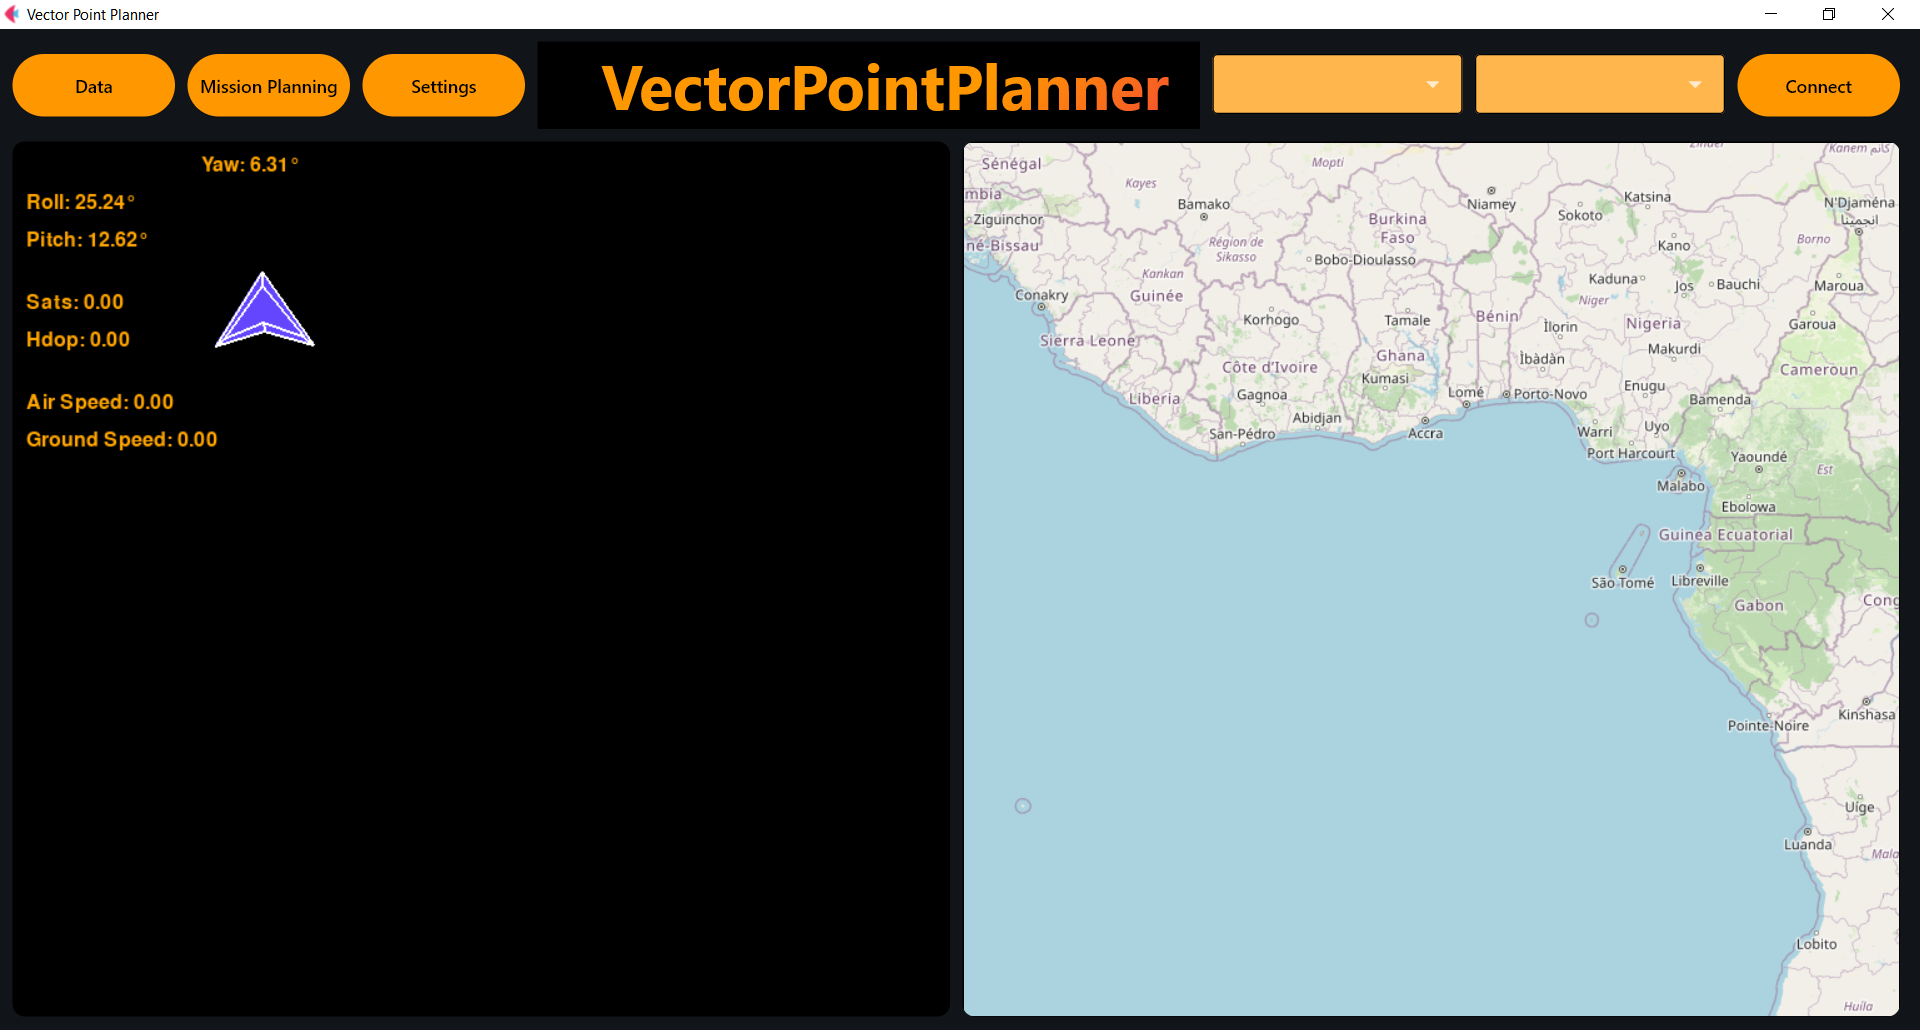 Vector Point Planner
Data
Mission Planning
Settings
VectorPointPlanner
Connect
Yaw: 6.31°
Roll: 25.24°
Pitch: 12.62°
Sats: 0.00
Hdop: 0.00
Air Speed: 0.00
Ground Speed: 0.00
Sénégal
Mopti
Zinder
Kanem كانم
Kayes
mbia
Bamako
Niamey
Katsina
Sokoto
N'Djaména
انجمينا
Ziguinchor
Burkina
Faso
né-Bissau
Région de
Sikasso
Kano
Borno
Bobo-Dioulasso
Kankan
Kaduna
Jos
Bauchi
Maroua
Conakry
Guinée
Niger
Korhogo
Tamale
Bénin
Ìlọrin
Nigeria
Garoua
Sierra Leone
Makurdi
Ghana
Ìbàdàn
Côte d'Ivoire
Cameroun
Kumasi
Enugu
Gagnoa
Lomé
Porto-Novo
Liberia
Bamenda
Abidjan
San-Pédro
Accra
Warri
Uyo
Port Harcourt
Yaoundé
Est
Malabo
Ebolowa
Guinea Ecuatorial
São Tomé
Libreville
Gabon
Cong
Pointe-Noire
Kinshasa
Uíge
Luanda
Mala
Lobito
Huíla